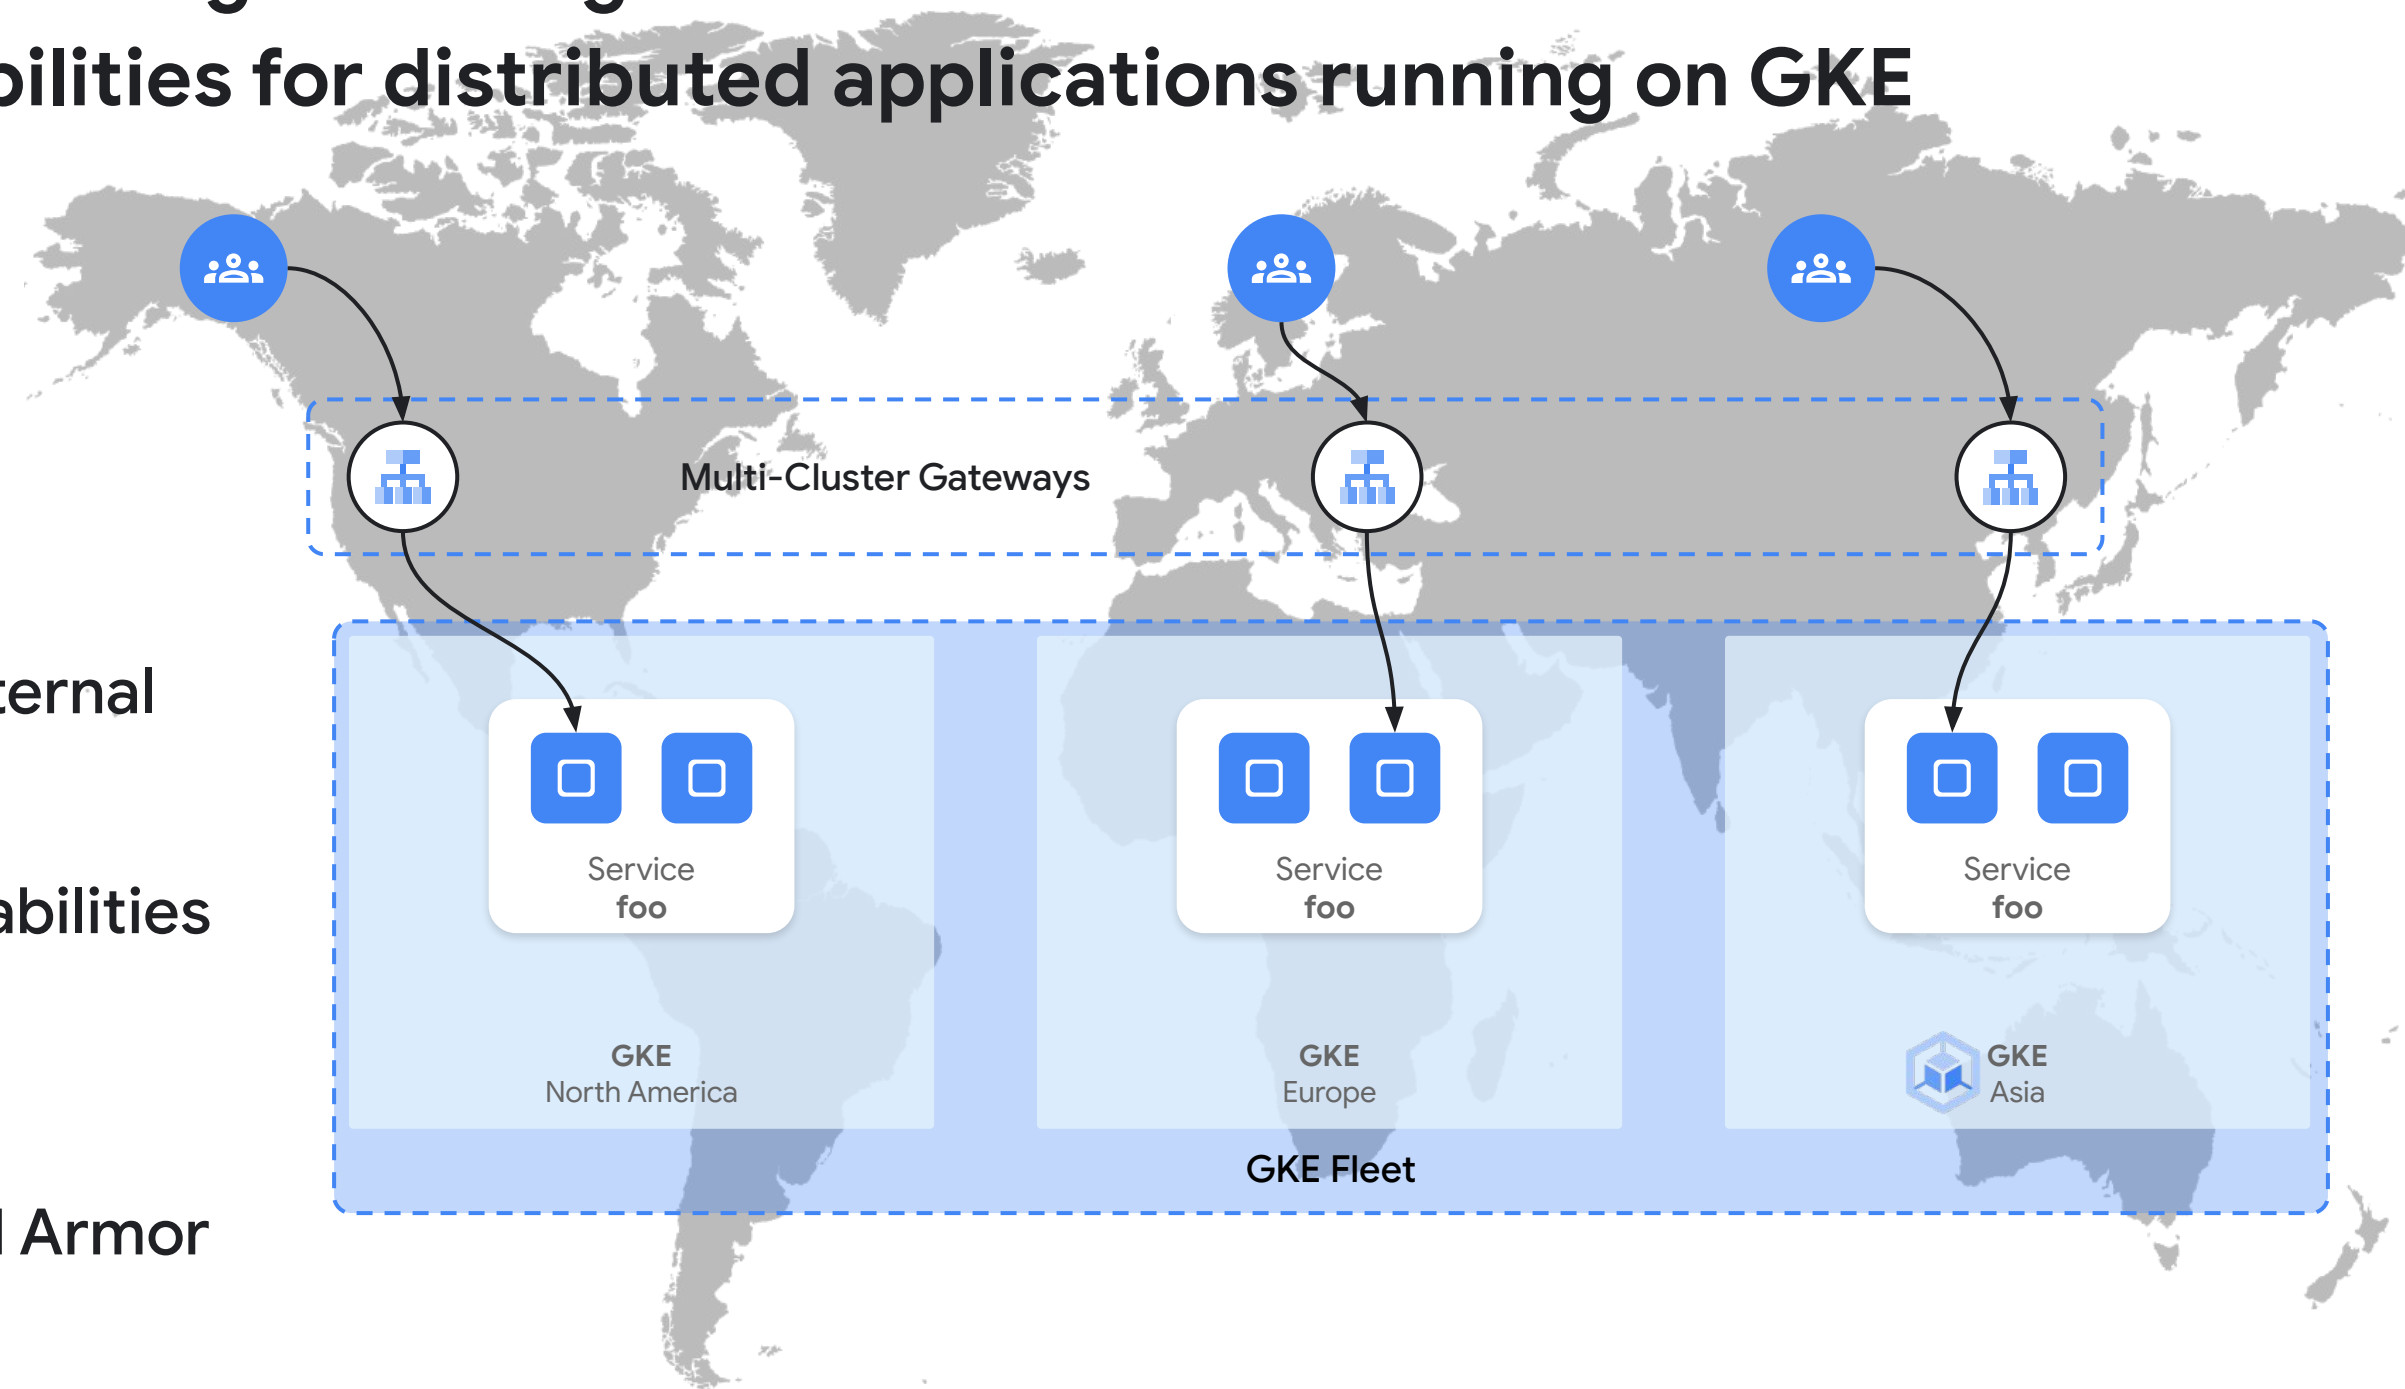 bilities for distributed applications running on GKE
Multi-Cluster Gateways
ternal
abilities
Armor
Service
foo
Service
foo
Service
foo
GKE
North America
GKE
Europe
GKE
Asia
GKE Fleet